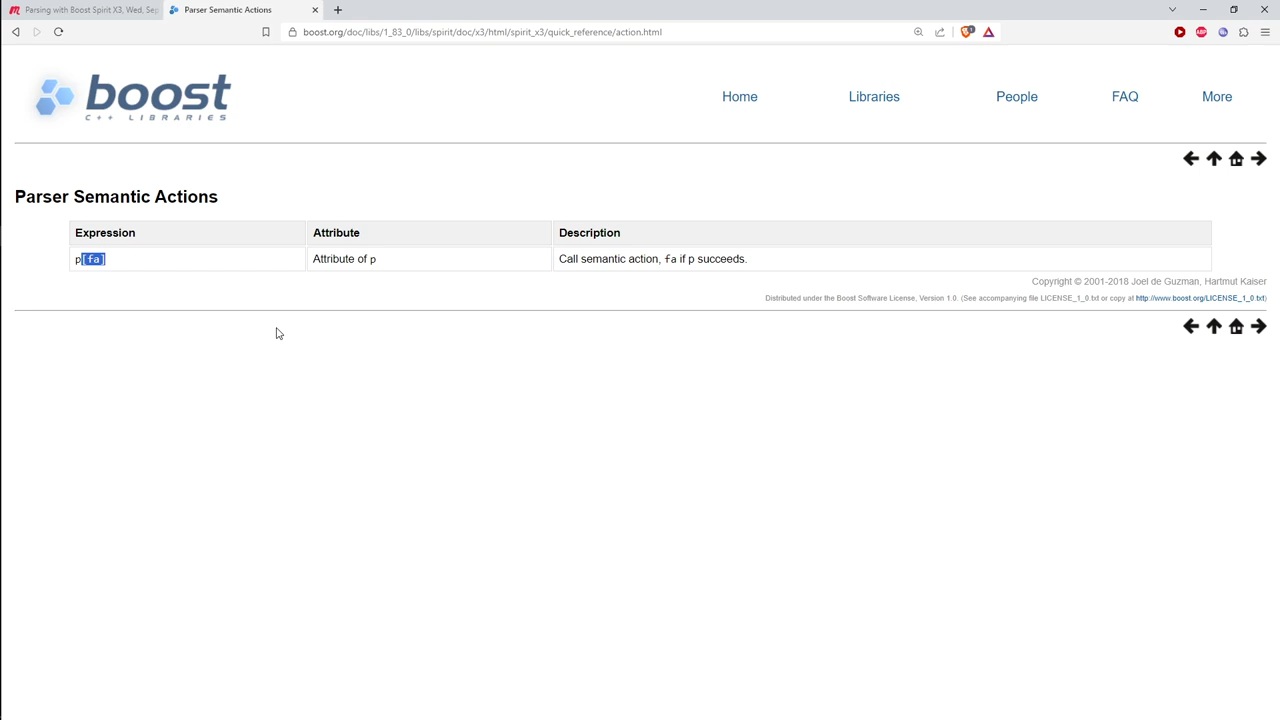 Parsing with Boost Spirit X3, Wed, Sep
Parser Semantic Actions
boost.org/doc/libs/1_83_0/libs/spirit/doc/x3/html/spirit_x3/quick_reference/action.html
boost
C++ LIBRARIES
Home
Libraries
People
FAQ
More
Parser Semantic Actions
Expression Attribute Description
p[fa] Attribute of p Call semantic action, fa if p succeeds.
Copyright © 2001-2018 Joel de Guzman, Hartmut Kaiser
Distributed under the Boost Software License, Version 1.0. (See accompanying file LICENSE_1_0.txt or copy at http://www.boost.org/LICENSE_1_0.txt)